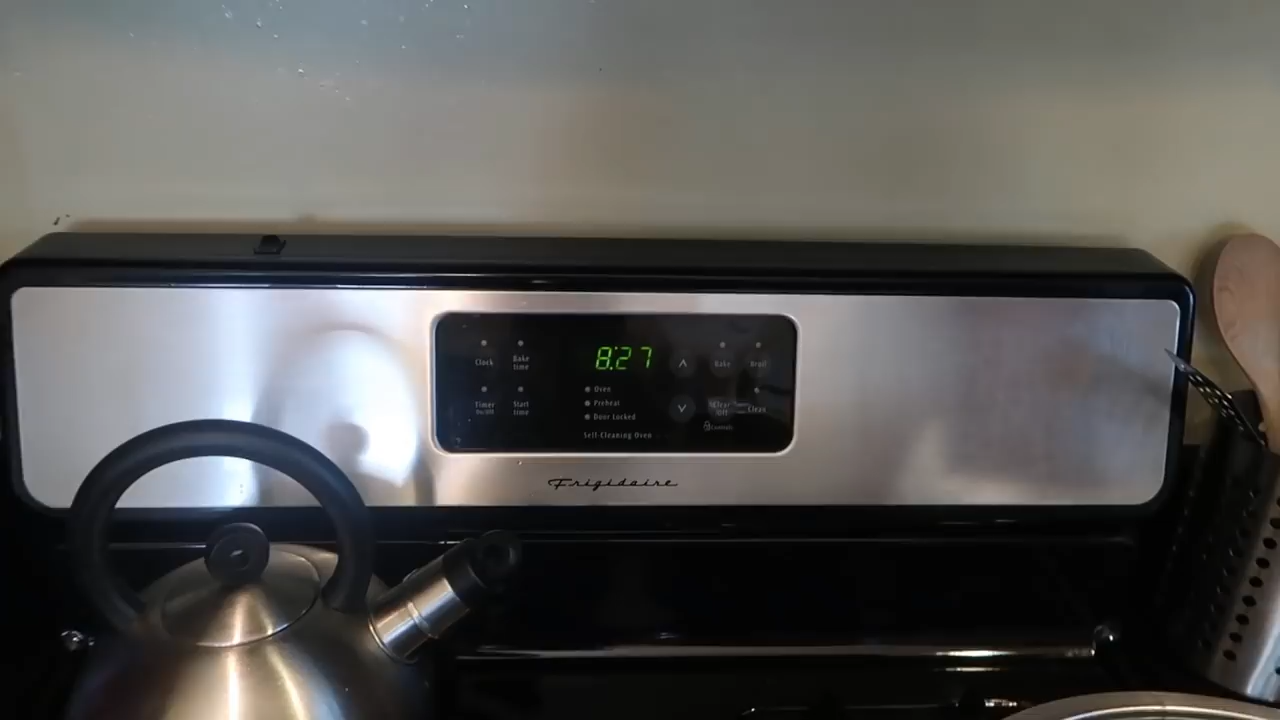 8:27
Clock
Bake
time
Timer
On/Off
Start
time
Oven
Preheat
Door Locked
Self-Cleaning Oven
Bake
Broil
Clear
Off
Clean
Controls
Frigidaire